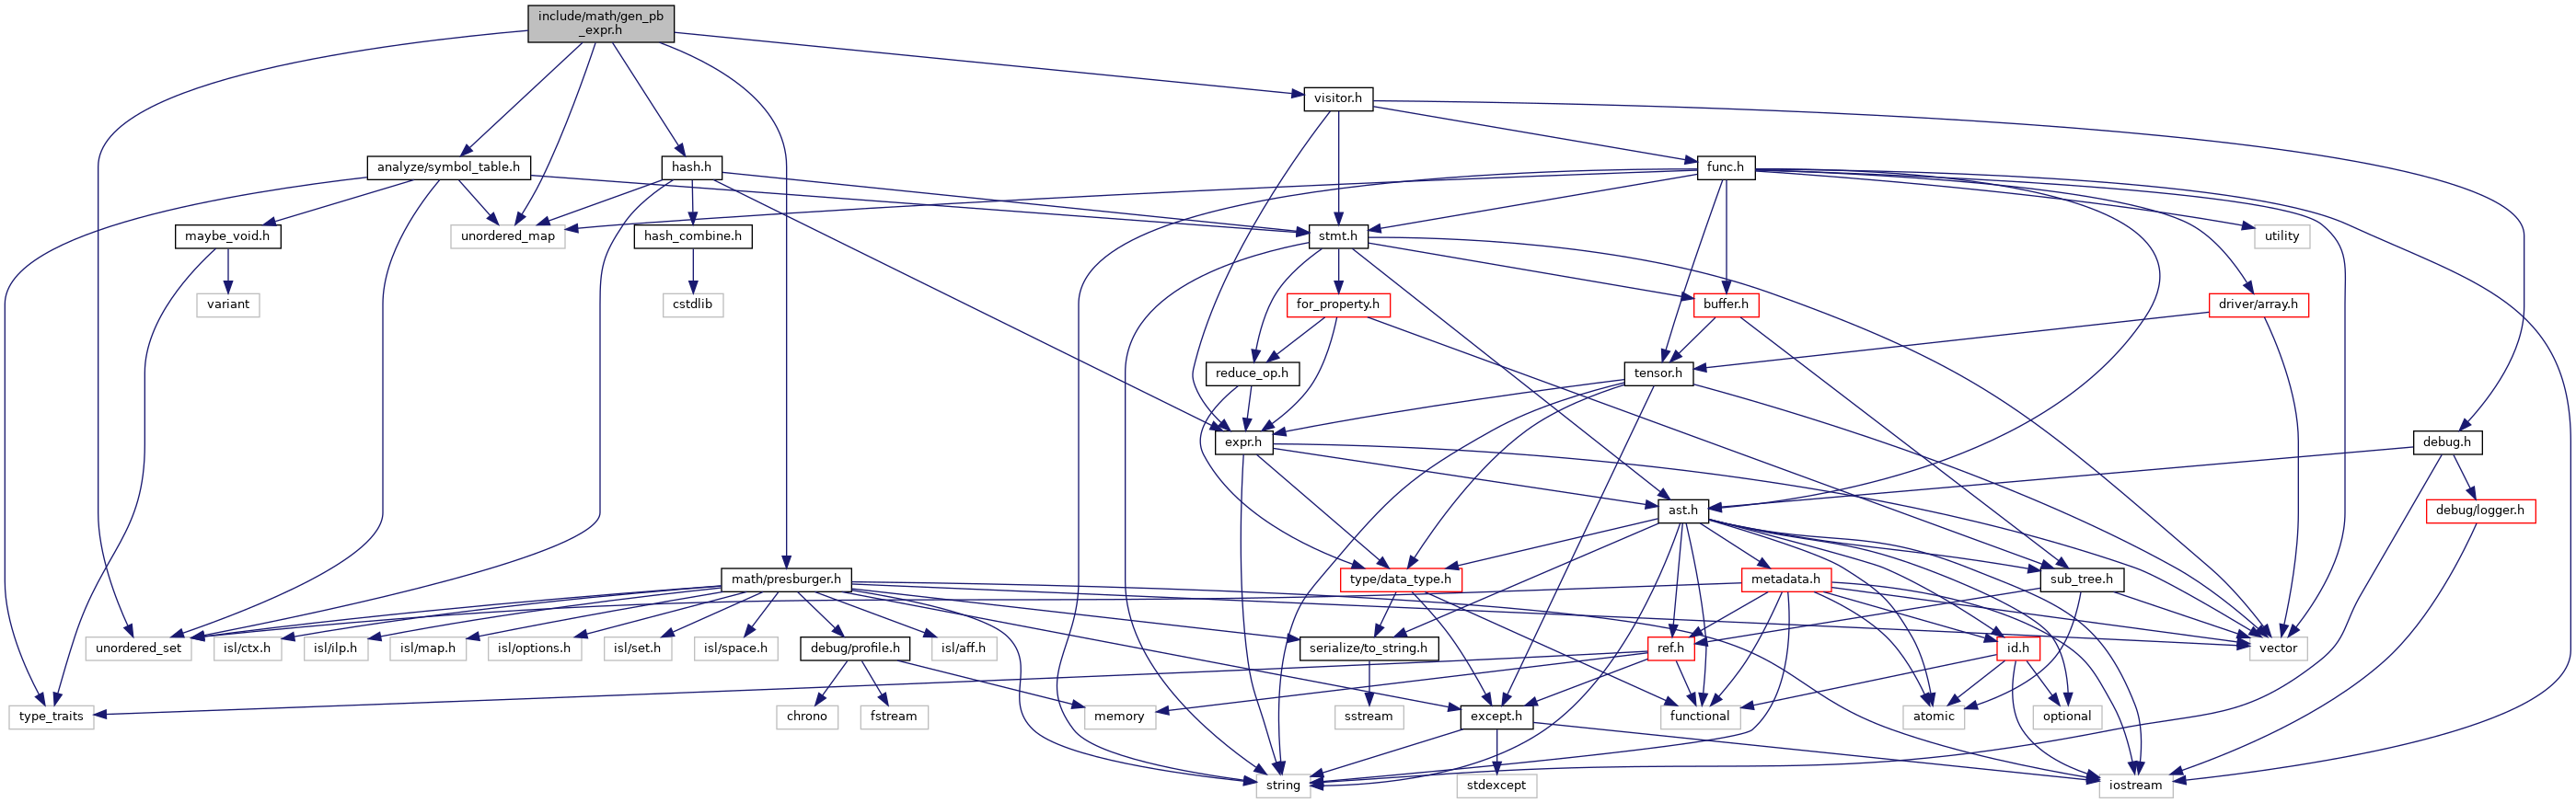 include/math/gen_pb
_expr.h
visitor.h
analyze/symbol_table.h
hash.h
func.h
maybe_void.h
unordered_map
hash_combine.h
stmt.h
utility
variant
cstdlib
for_property.h
buffer.h
driver/array.h
reduce_op.h
tensor.h
expr.h
debug.h
ast.h
debug/logger.h
math/presburger.h
type/data_type.h
metadata.h
sub_tree.h
unordered_set
isl/ctx.h
isl/ilp.h
isl/map.h
isl/options.h
isl/set.h
isl/space.h
debug/profile.h
isl/aff.h
serialize/to_string.h
ref.h
id.h
vector
type_traits
chrono
fstream
memory
sstream
except.h
functional
atomic
optional
string
stdexcept
iostream